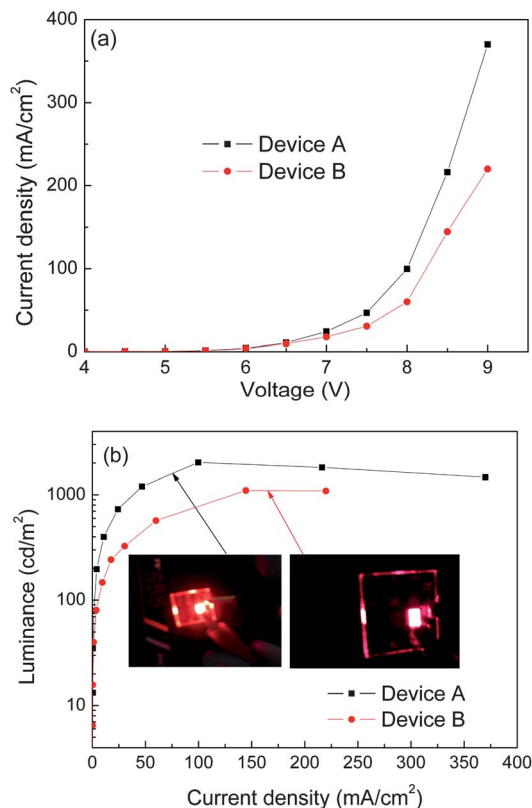 (a)
Current density (mA/cm²)
400
300
200
100
0
Device A
Device B
4 5 6 7 8 9
Voltage (V)
(b)
Luminance (cd/m²)
1000
100
10
Device A
Device B
0 50 100 150 200 250 300 350 400
Current density (mA/cm²)